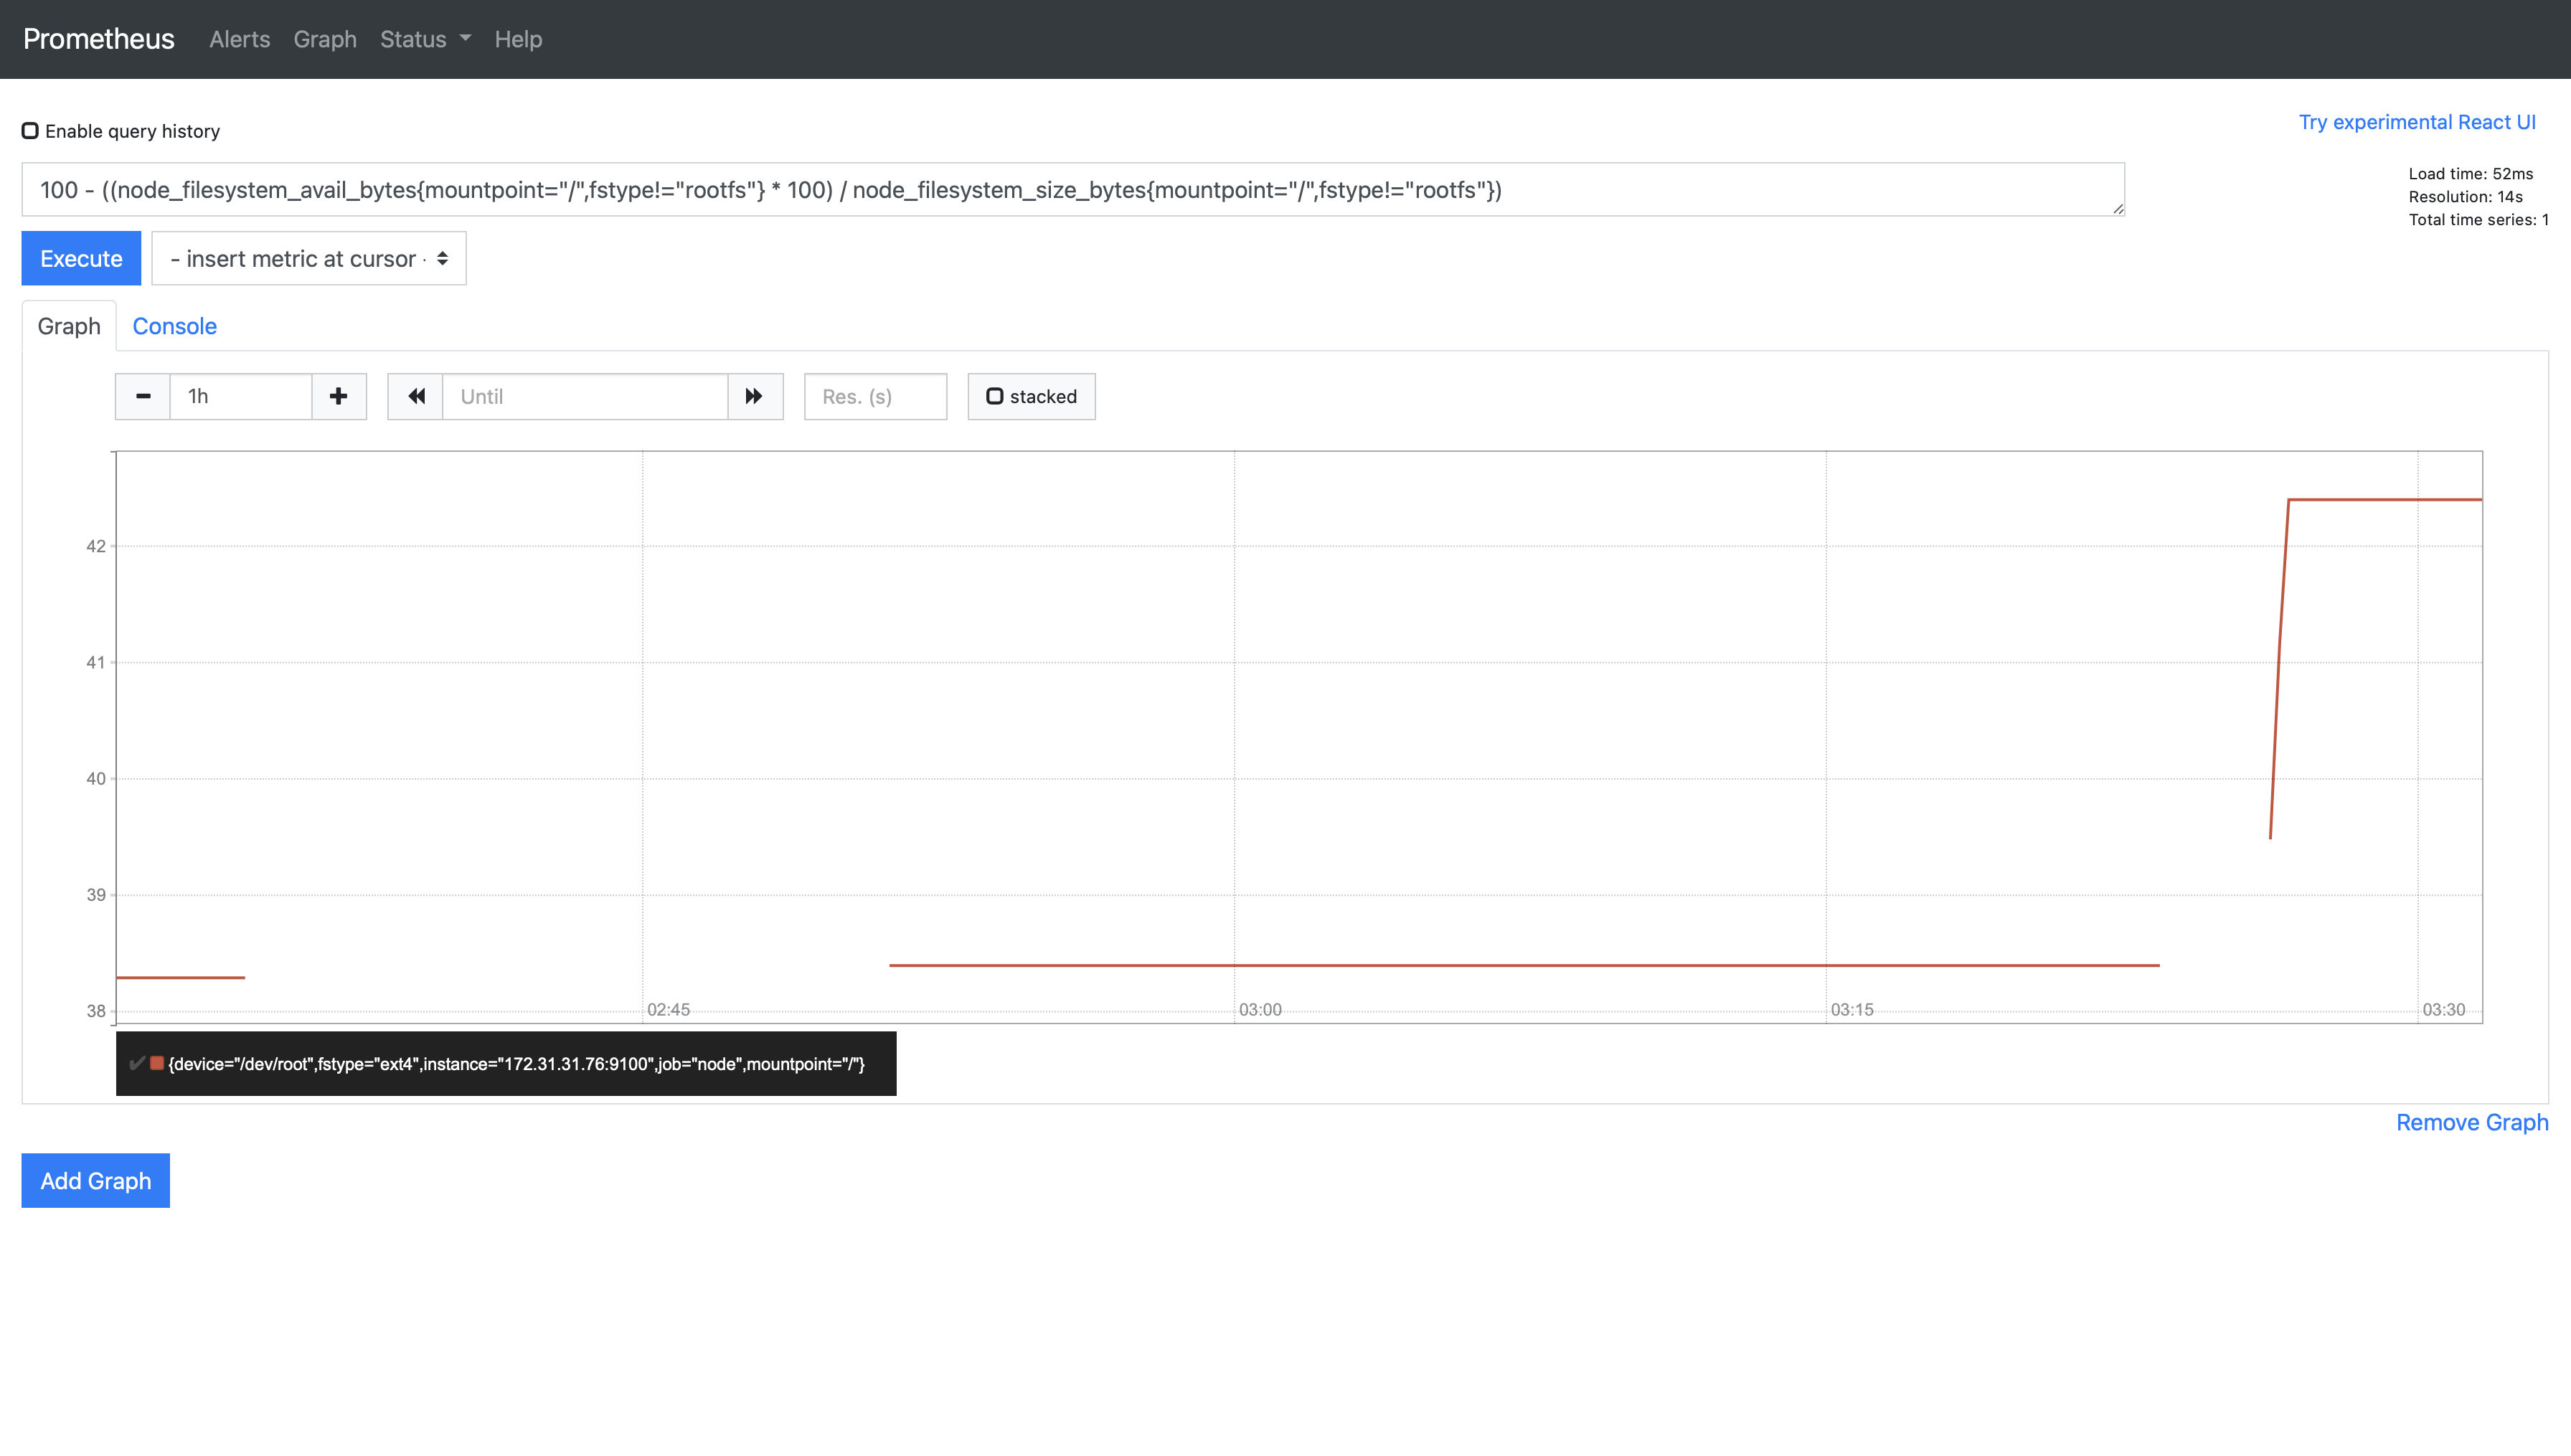 Prometheus Alerts Graph Status Help
Enable query history
Try experimental React UI
100 - ((node_filesystem_avail_bytes{mountpoint="/",fstype!="rootfs"} * 100) / node_filesystem_size_bytes{mountpoint="/",fstype!="rootfs"})
Load time: 52ms
Resolution: 14s
Total time series: 1
Execute
- insert metric at cursor -
Graph Console
1h Until Res. (s) stacked
42
41
40
39
38
02:45 03:00 03:15 03:30
{device="/dev/root",fstype="ext4",instance="172.31.31.76:9100",job="node",mountpoint="/"}
Remove Graph
Add Graph